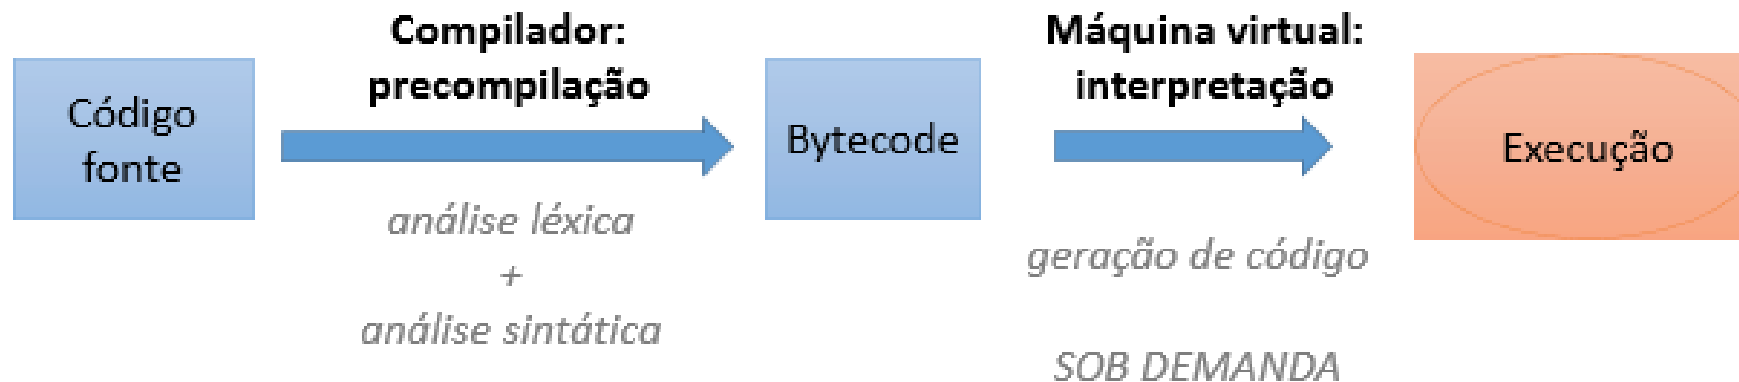 Código
fonte
Compilador:
precompilação
análise léxica
+
análise sintática
Bytecode
Máquina virtual:
interpretação
geração de código
SOB DEMANDA
Execução